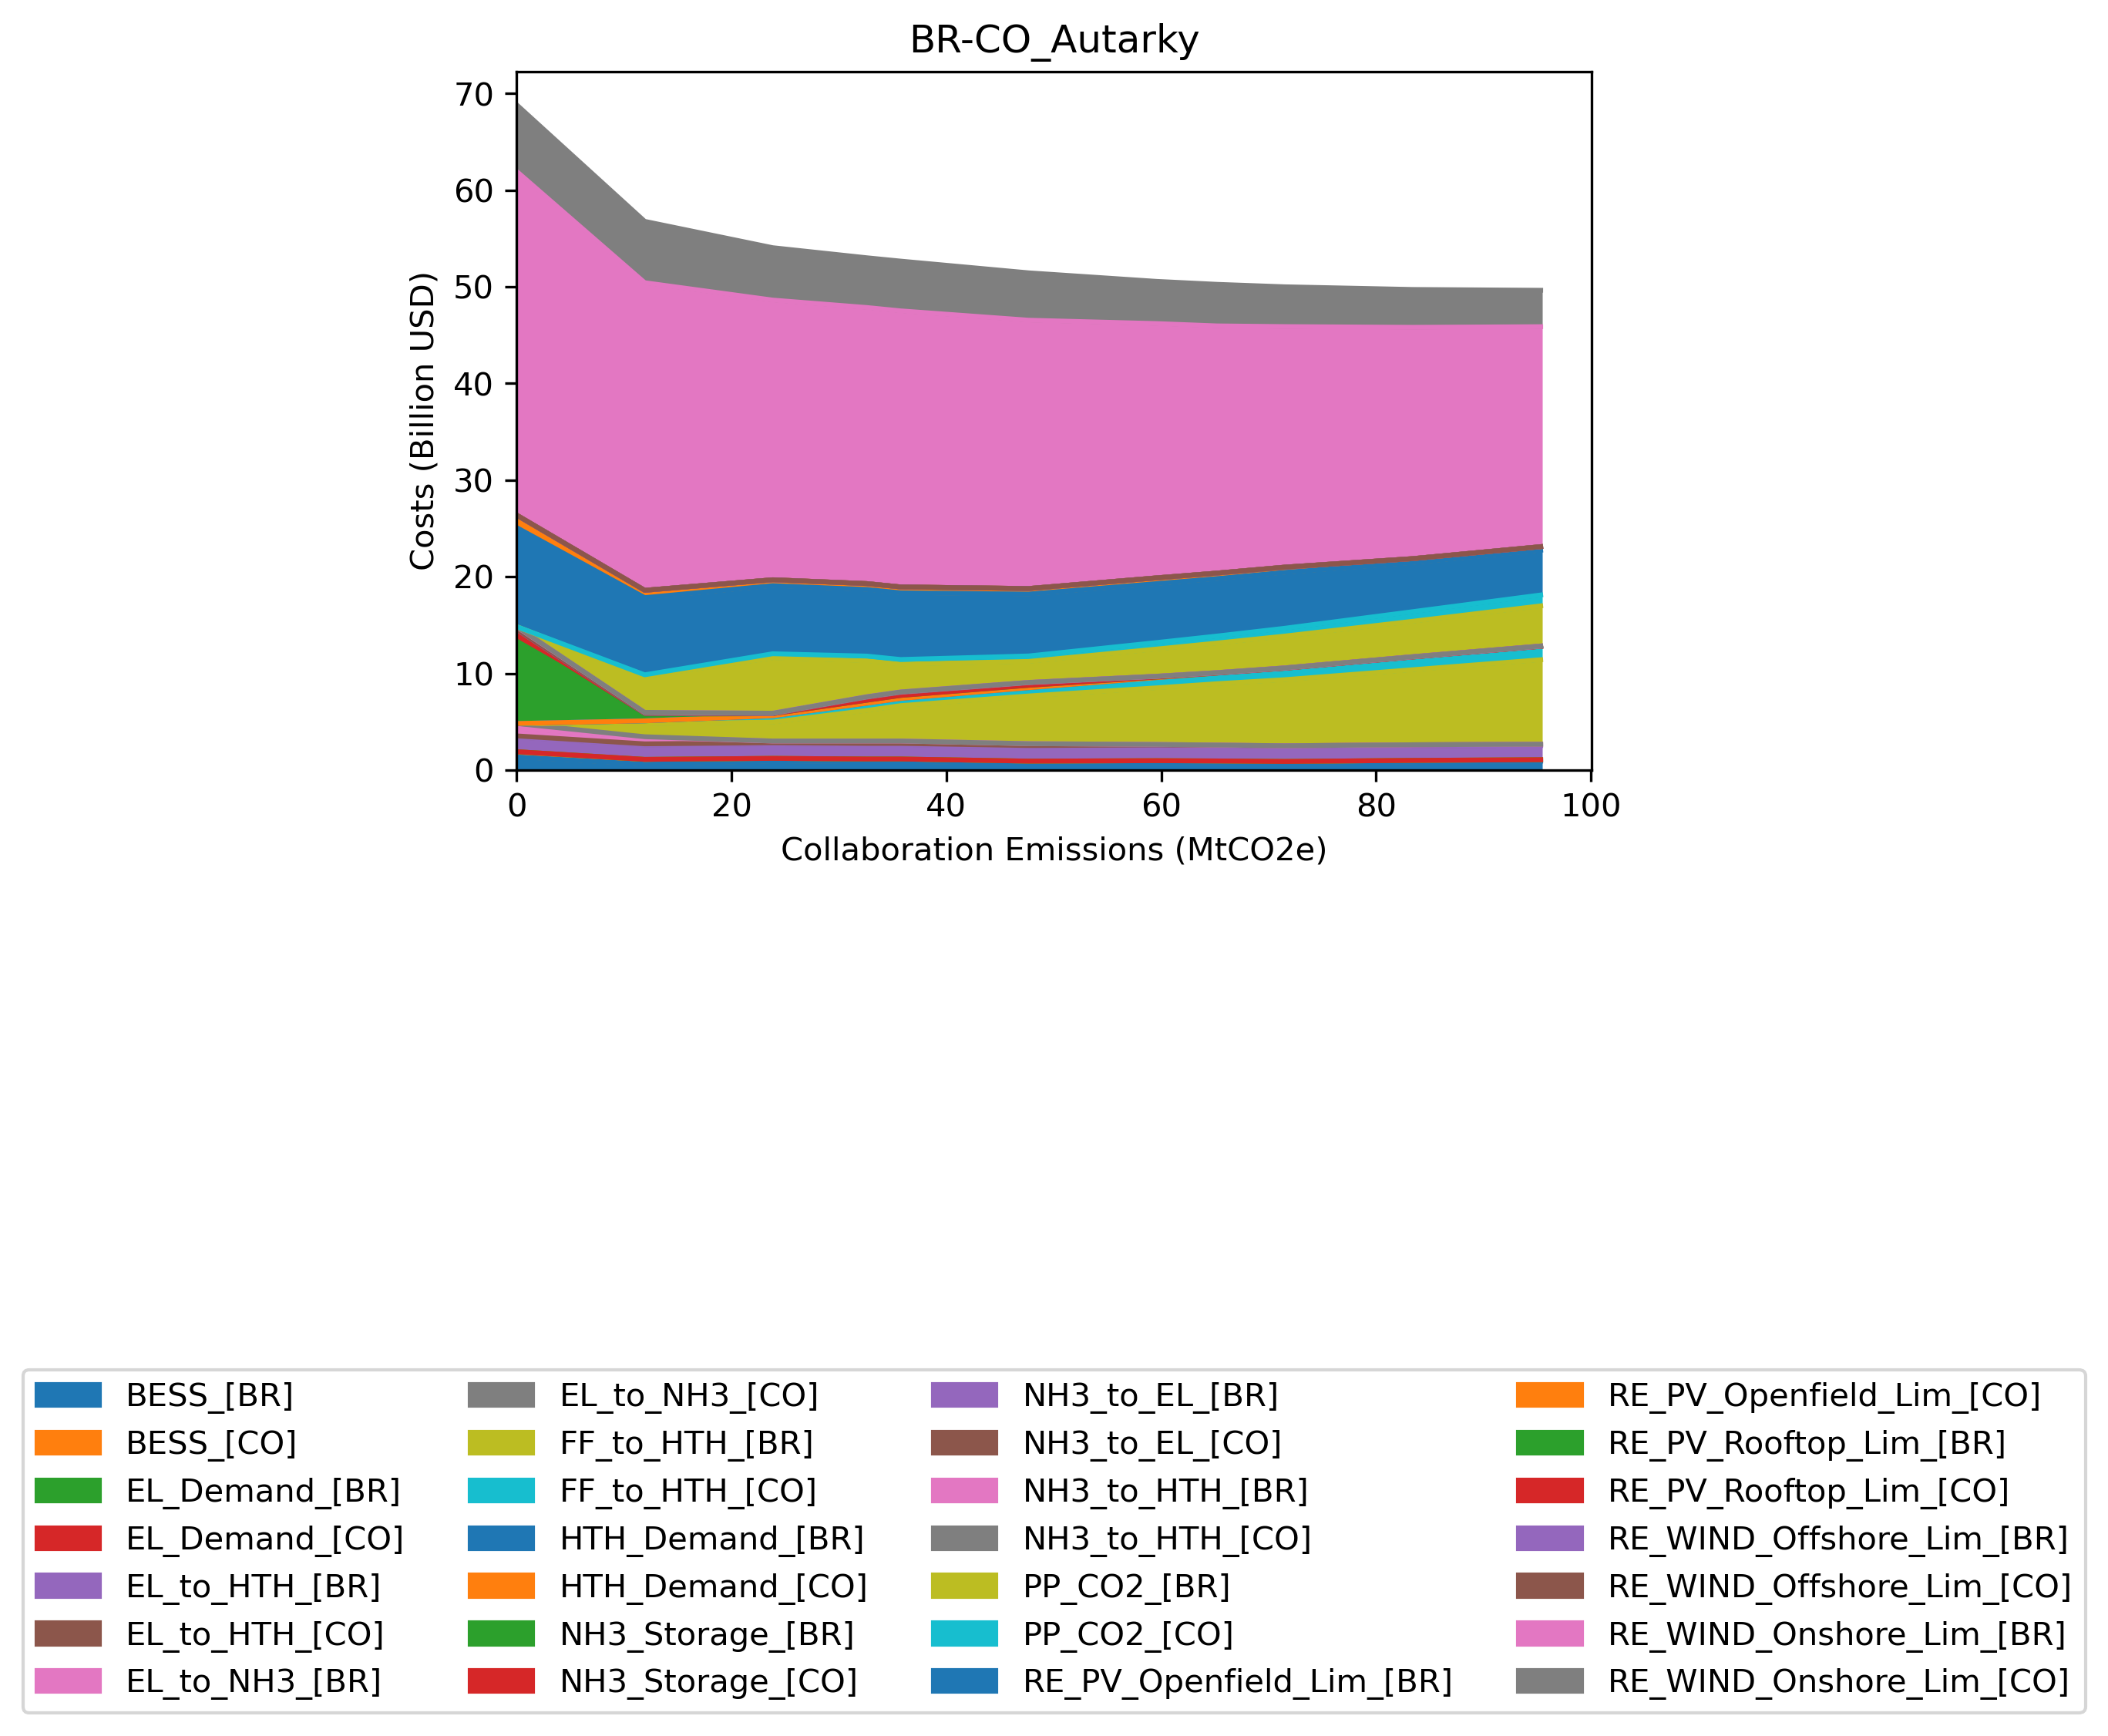 BR-CO_Autarky
Costs (Billion USD)
70
60
50
40
30
20
10
0
0 20 40 60 80 100
Collaboration Emissions (MtCO2e)
BESS_[BR]
BESS_[CO]
EL_Demand_[BR]
EL_Demand_[CO]
EL_to_HTH_[BR]
EL_to_HTH_[CO]
EL_to_NH3_[BR]
EL_to_NH3_[CO]
FF_to_HTH_[BR]
FF_to_HTH_[CO]
HTH_Demand_[BR]
HTH_Demand_[CO]
NH3_Storage_[BR]
NH3_Storage_[CO]
NH3_to_EL_[BR]
NH3_to_EL_[CO]
NH3_to_HTH_[BR]
NH3_to_HTH_[CO]
PP_CO2_[BR]
PP_CO2_[CO]
RE_PV_Openfield_Lim_[BR]
RE_PV_Openfield_Lim_[CO]
RE_PV_Rooftop_Lim_[BR]
RE_PV_Rooftop_Lim_[CO]
RE_WIND_Offshore_Lim_[BR]
RE_WIND_Offshore_Lim_[CO]
RE_WIND_Onshore_Lim_[BR]
RE_WIND_Onshore_Lim_[CO]